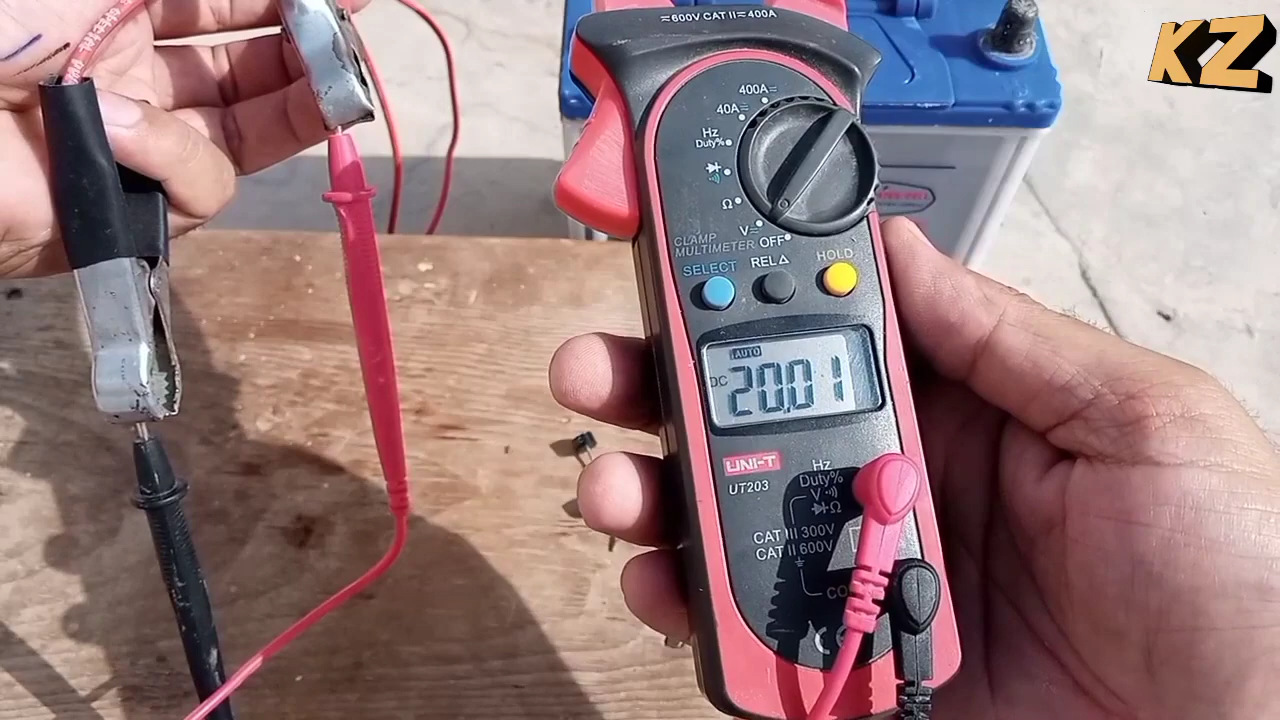 KZ
⎓600V CAT II⎓400A
400A⎓
40A⎓
Hz
Duty%
Ω
V⎓
OFF
CLAMP
MULTIMETER
SELECT
REL△
HOLD
AUTO
DC
20.01
UNI-T
UT203
Hz
Duty%
V
Ω
CAT III 300V
CAT II 600V
CE